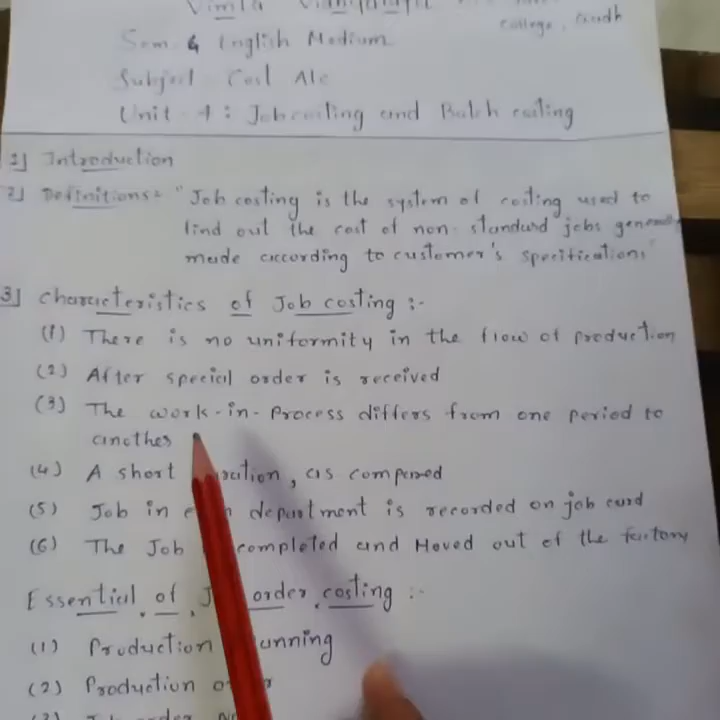 Vimla
college,
Sem 4 English Medium
Subject - Cost A/c
Unit - 4 : Job costing and Batch costing
1] Introduction
2] Definitions = "Job costing is the system of costing used to
find out the cost of non-standard jobs
made according to customer's specifications"
3] Characteristics of Job costing :-
(1) There is no uniformity in the flow of production
(2) After special order is received
(3) The work-in-process differs from one period to
another
(4) A short , as compered
(5) Job in department is recorded on job card
(6) The Job completed and Moved out of the factory
Essential of order costing :-
(1) Production
(2) Production